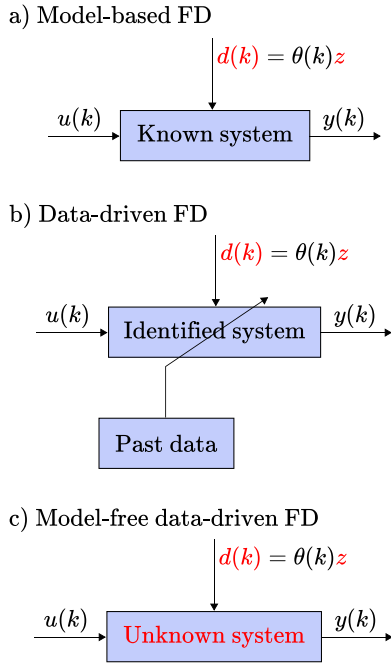 a) Model-based FD
d(k) = θ(k)z
u(k)
Known system
y(k)
b) Data-driven FD
d(k) = θ(k)z
u(k)
Identified system
y(k)
Past data
c) Model-free data-driven FD
d(k) = θ(k)z
u(k)
Unknown system
y(k)